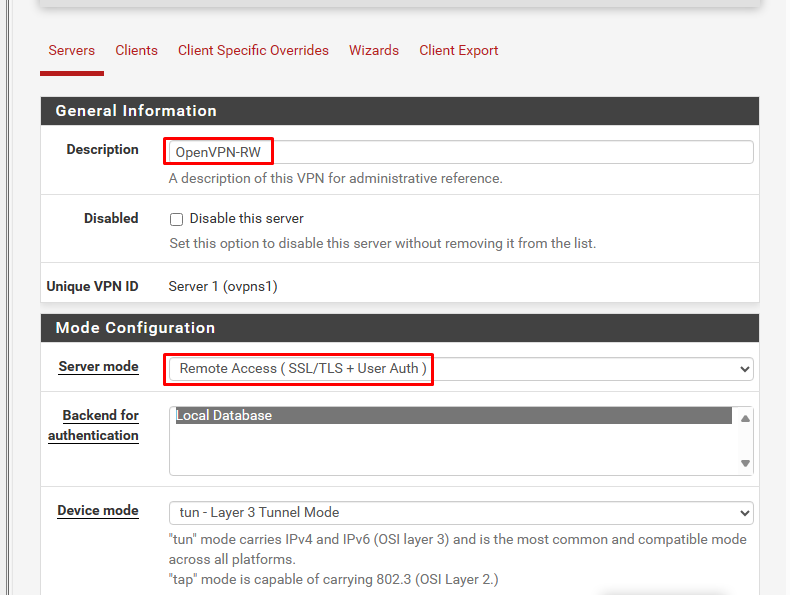 Servers Clients Client Specific Overrides Wizards Client Export
General Information
Description OpenVPN-RW
A description of this VPN for administrative reference.
Disabled Disable this server
Set this option to disable this server without removing it from the list.
Unique VPN ID Server 1 (ovpns1)
Mode Configuration
Server mode Remote Access ( SSL/TLS + User Auth )
Backend for Local Database
authentication
Device mode tun - Layer 3 Tunnel Mode
"tun" mode carries IPv4 and IPv6 (OSI layer 3) and is the most common and compatible mode
across all platforms.
"tap" mode is capable of carrying 802.3 (OSI Layer 2.)